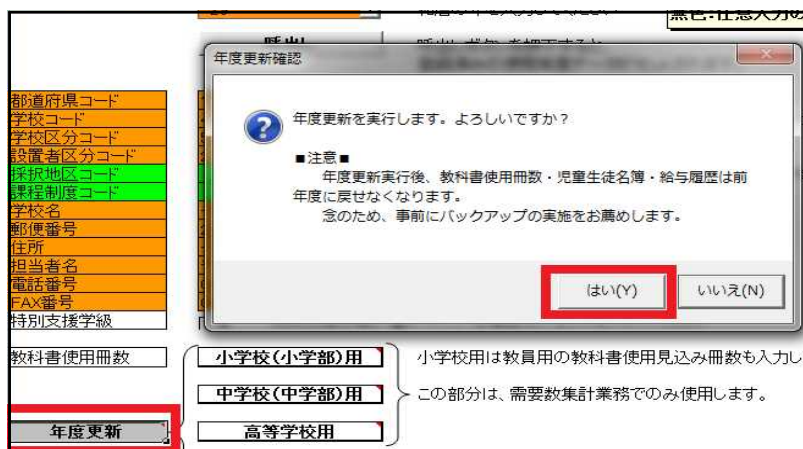 年度更新確認
年度更新を実行します。よろしいですか？
■注意■
年度更新実行後、教科書使用冊数・児童生徒名簿・給与履歴は前
年度に戻せなくなります。
念のため、事前にバックアップの実施をお薦めします。
はい(Y)
いいえ(N)
都道府県コード
学校コード
学校区分コード
設置者区分コード
採択地区コード
課程制度コード
学校名
郵便番号
住所
担当者名
電話番号
FAX番号
特別支援学級
教科書使用冊数
小学校(小学部)用
小学校用は教員用の教科書使用見込み冊数も入力し
中学校(中学部)用
この部分は、需要数集計業務でのみ使用します。
年度更新
高等学校用